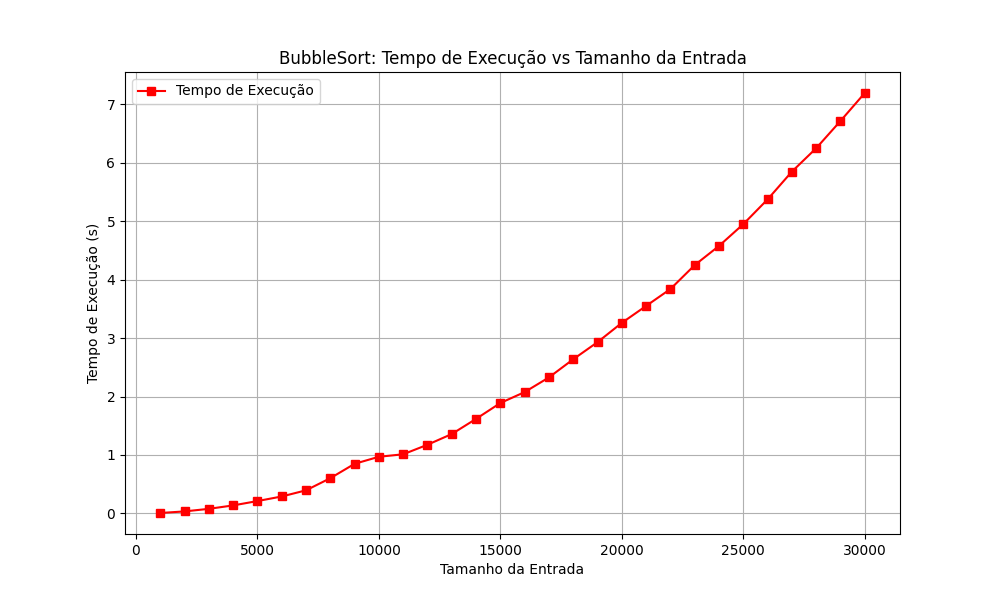 BubbleSort: Tempo de Execução vs Tamanho da Entrada
Tempo de Execução
Tempo de Execução (s)
7
6
5
4
3
2
1
0
0 5000 10000 15000 20000 25000 30000
Tamanho da Entrada